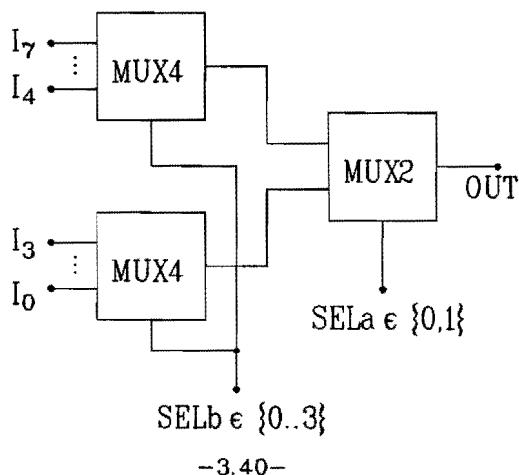 I7
⋮
I4
MUX4
MUX2
OUT
I3
⋮
I0
MUX4
SELa ϵ {0,1}
SELb ϵ {0..3}
-3.40-